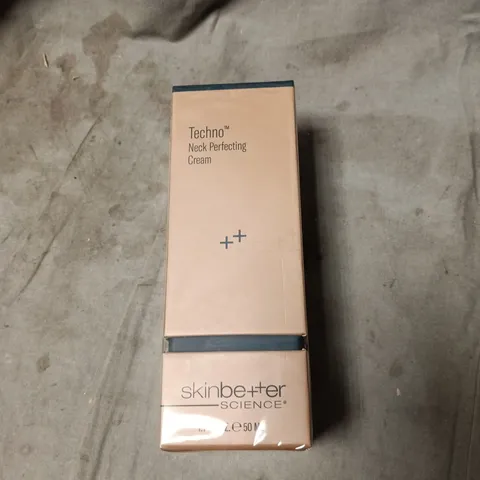 Techno™
Neck Perfecting
Cream
++
skinbetter
SCIENCE®
℮ 50 M